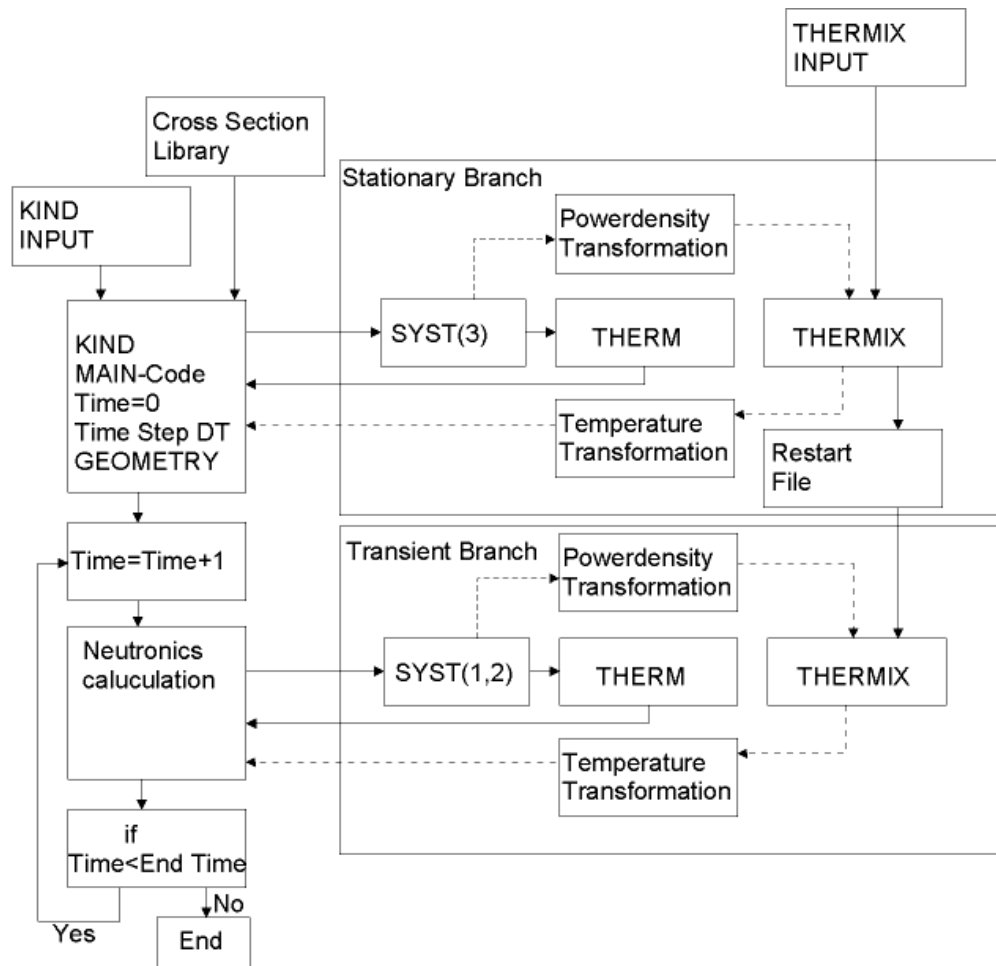 THERMIX
INPUT
Cross Section
Library
KIND
INPUT
Stationary Branch
Powerdensity
Transformation
KIND
MAIN-Code
Time=0
Time Step DT
GEOMETRY
SYST(3)
THERM
THERMIX
Temperature
Transformation
Restart
File
Time=Time+1
Transient Branch
Powerdensity
Transformation
Neutronics
caluculation
SYST(1,2)
THERM
THERMIX
Temperature
Transformation
if
Time<End Time
Yes
No
End